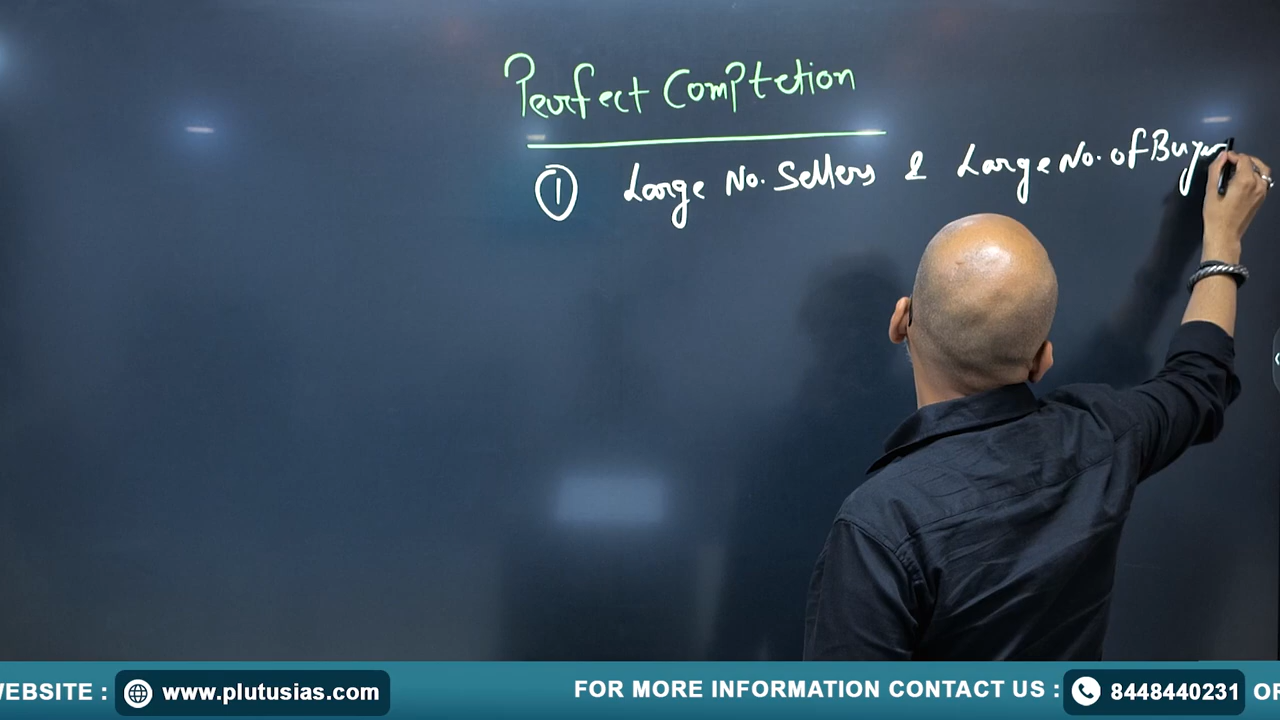 Perfect Comptetion
① Large No. Sellers & Large No. of Buyers
WEBSITE : www.plutusias.com FOR MORE INFORMATION CONTACT US : 8448440231 OR